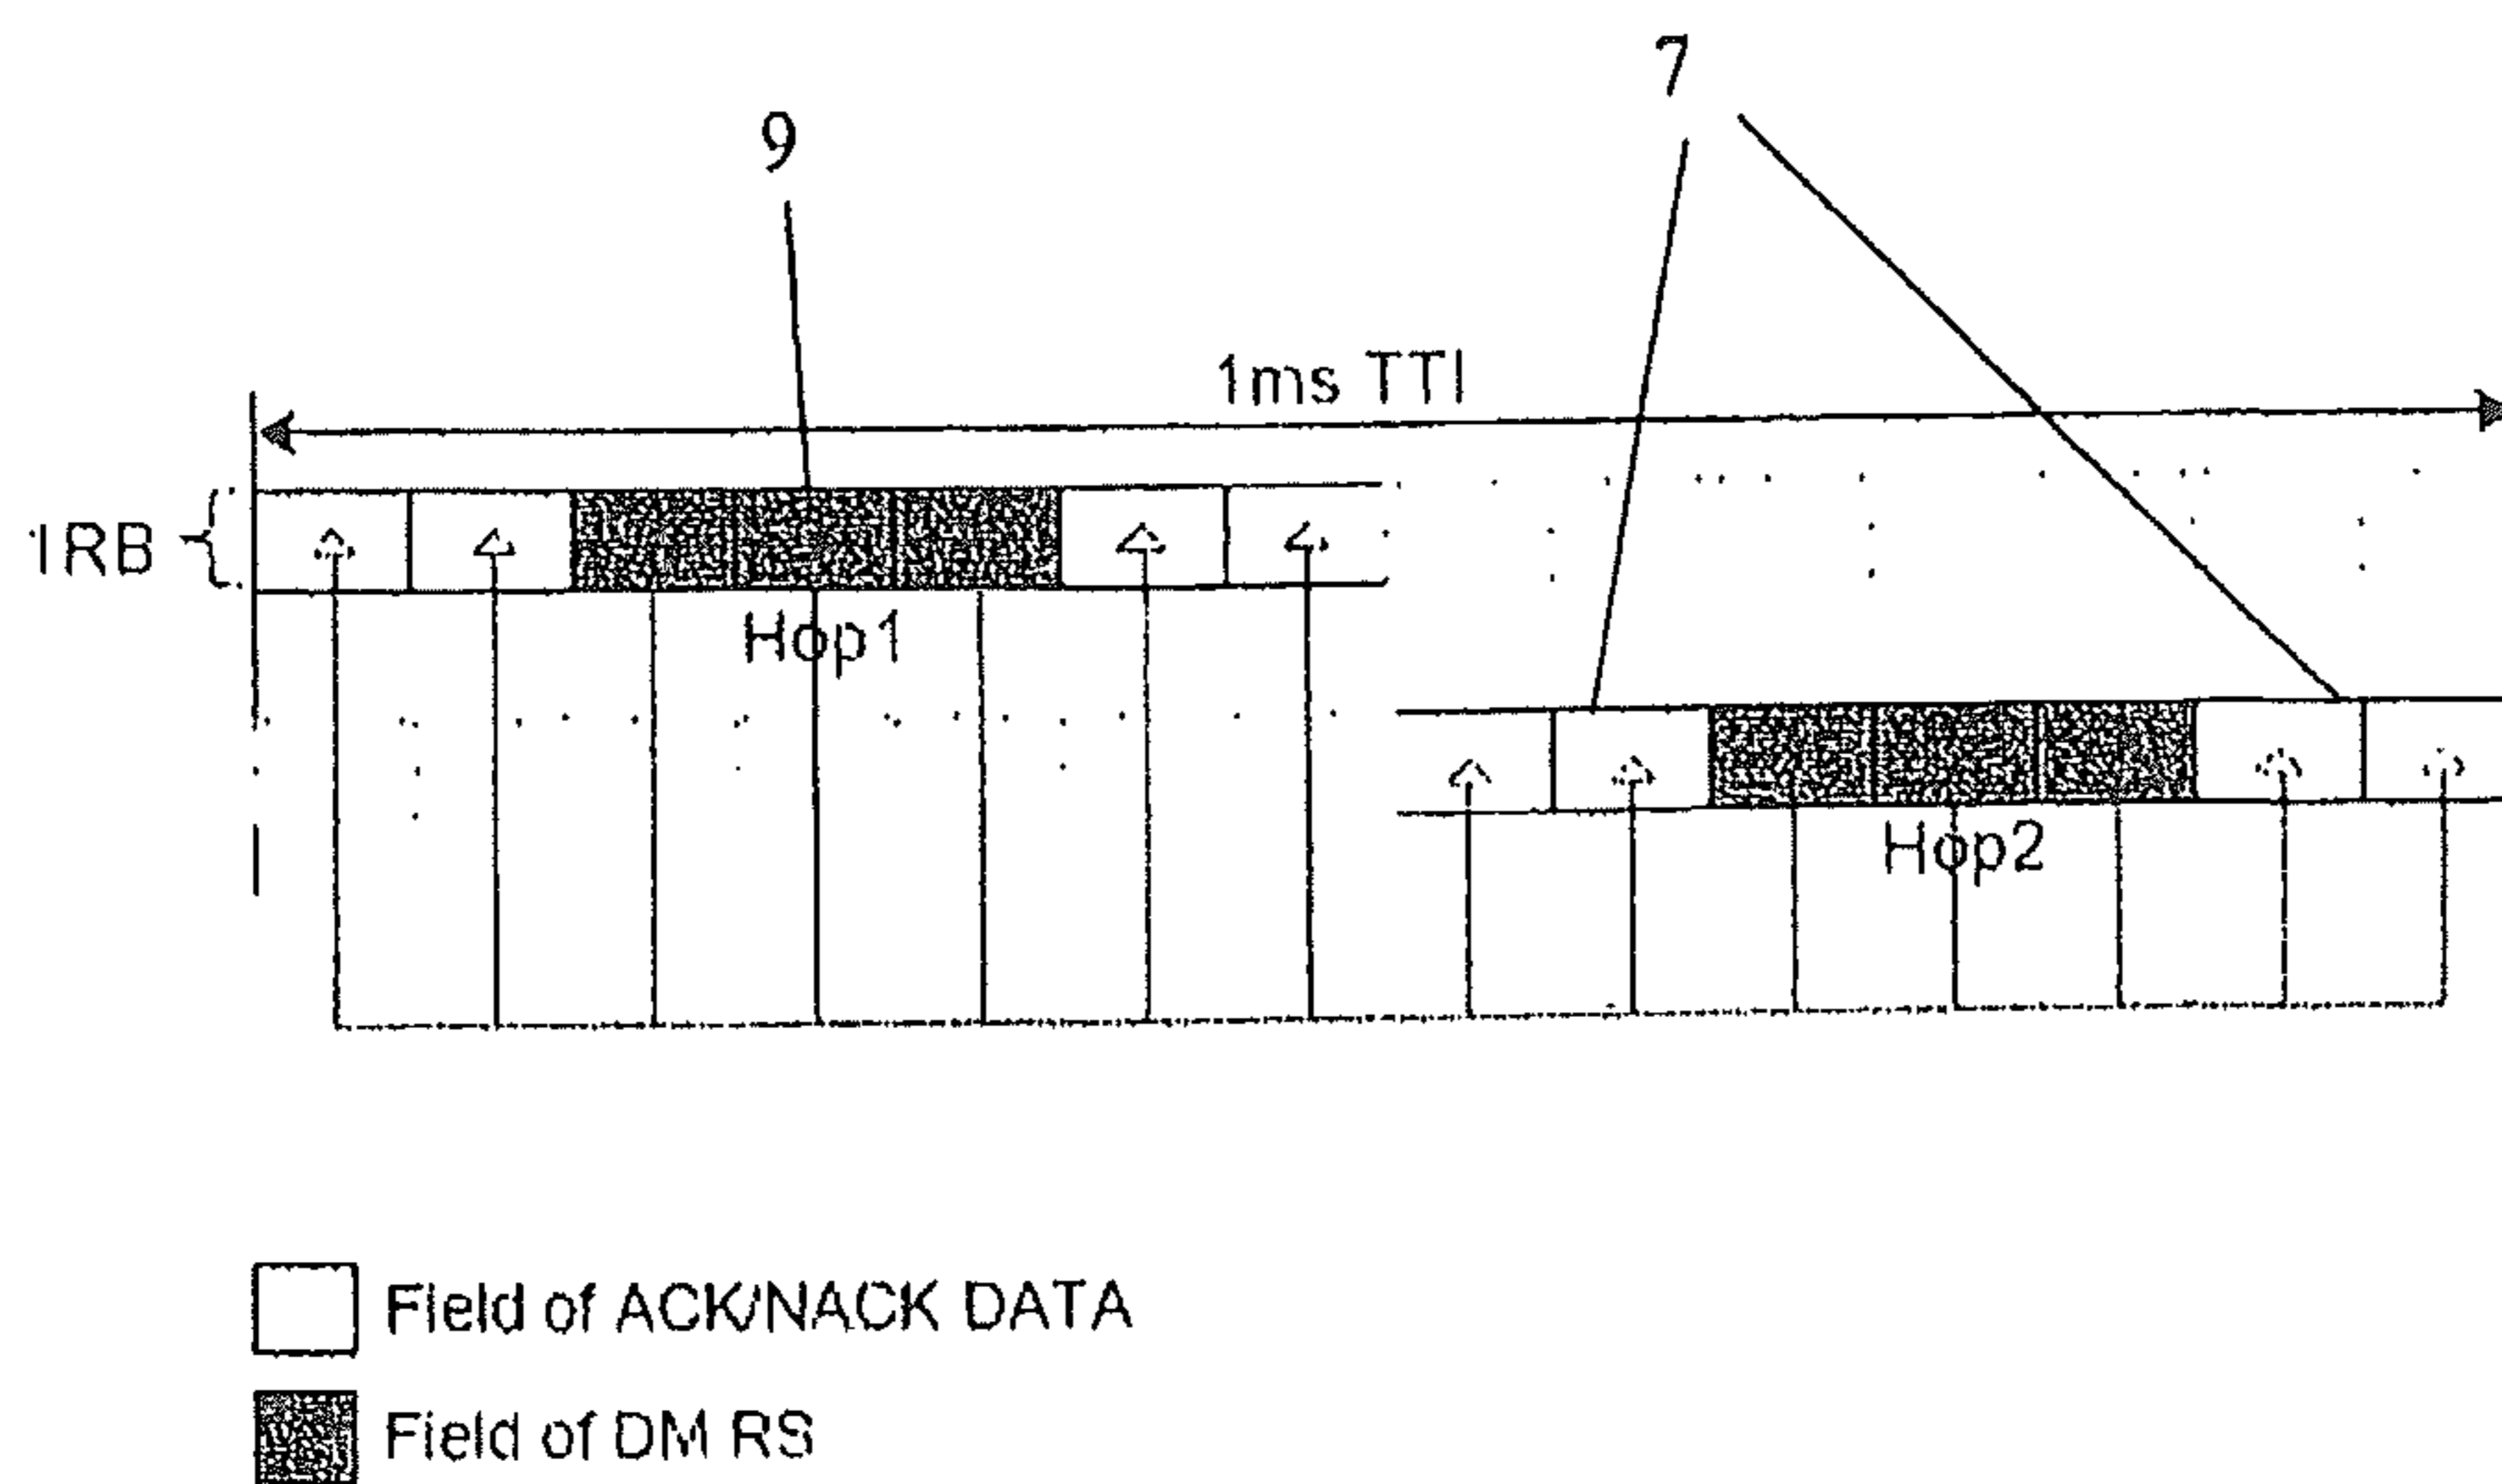 7
9
1ms TTI
1RB
Hop1
Hop2
Field of ACK/NACK DATA
Field of DM RS